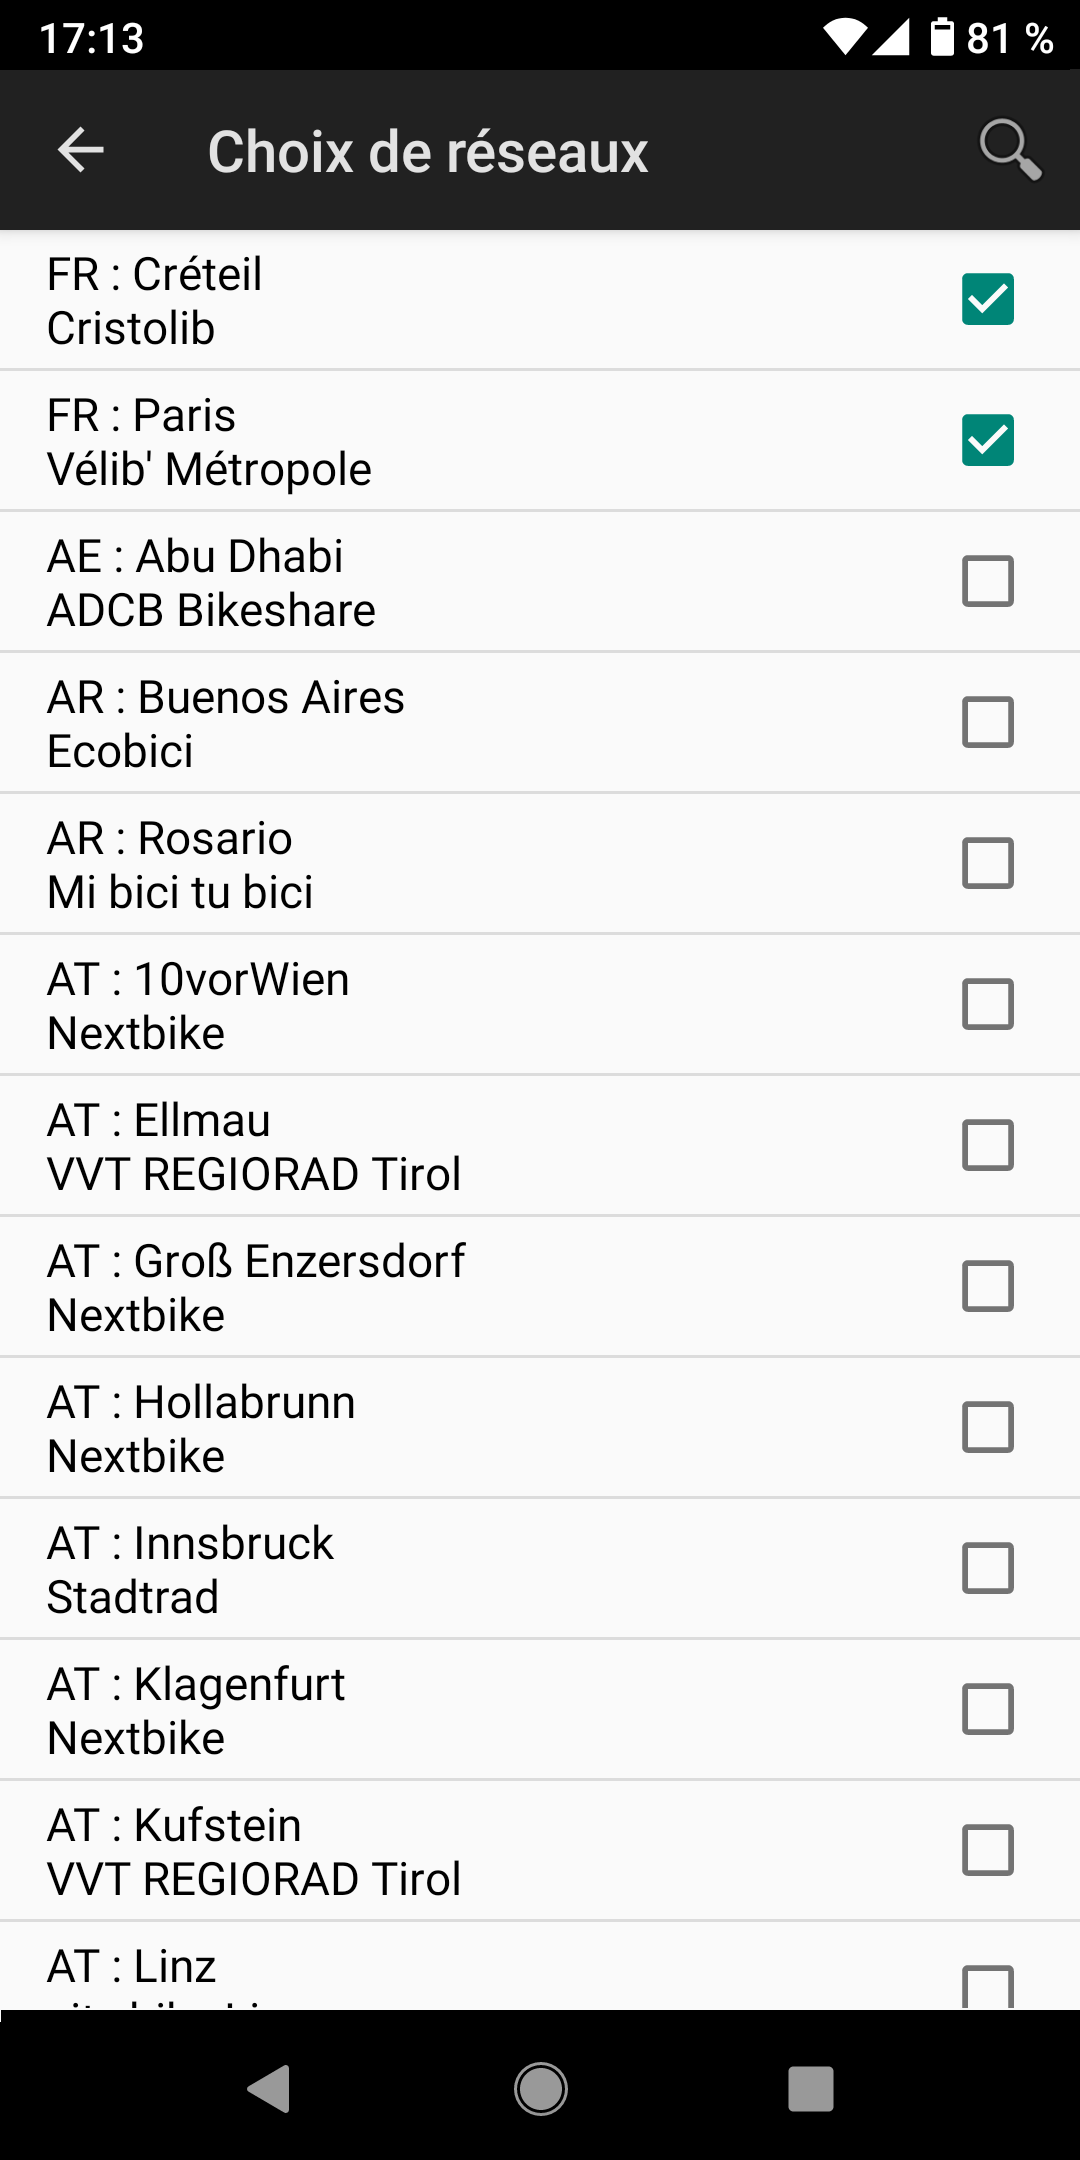 17:13
81 %
Choix de réseaux
FR : Créteil
Cristolib
FR : Paris
Vélib' Métropole
AE : Abu Dhabi
ADCB Bikeshare
AR : Buenos Aires
Ecobici
AR : Rosario
Mi bici tu bici
AT : 10vorWien
Nextbike
AT : Ellmau
VVT REGIORAD Tirol
AT : Groß Enzersdorf
Nextbike
AT : Hollabrunn
Nextbike
AT : Innsbruck
Stadtrad
AT : Klagenfurt
Nextbike
AT : Kufstein
VVT REGIORAD Tirol
AT : Linz